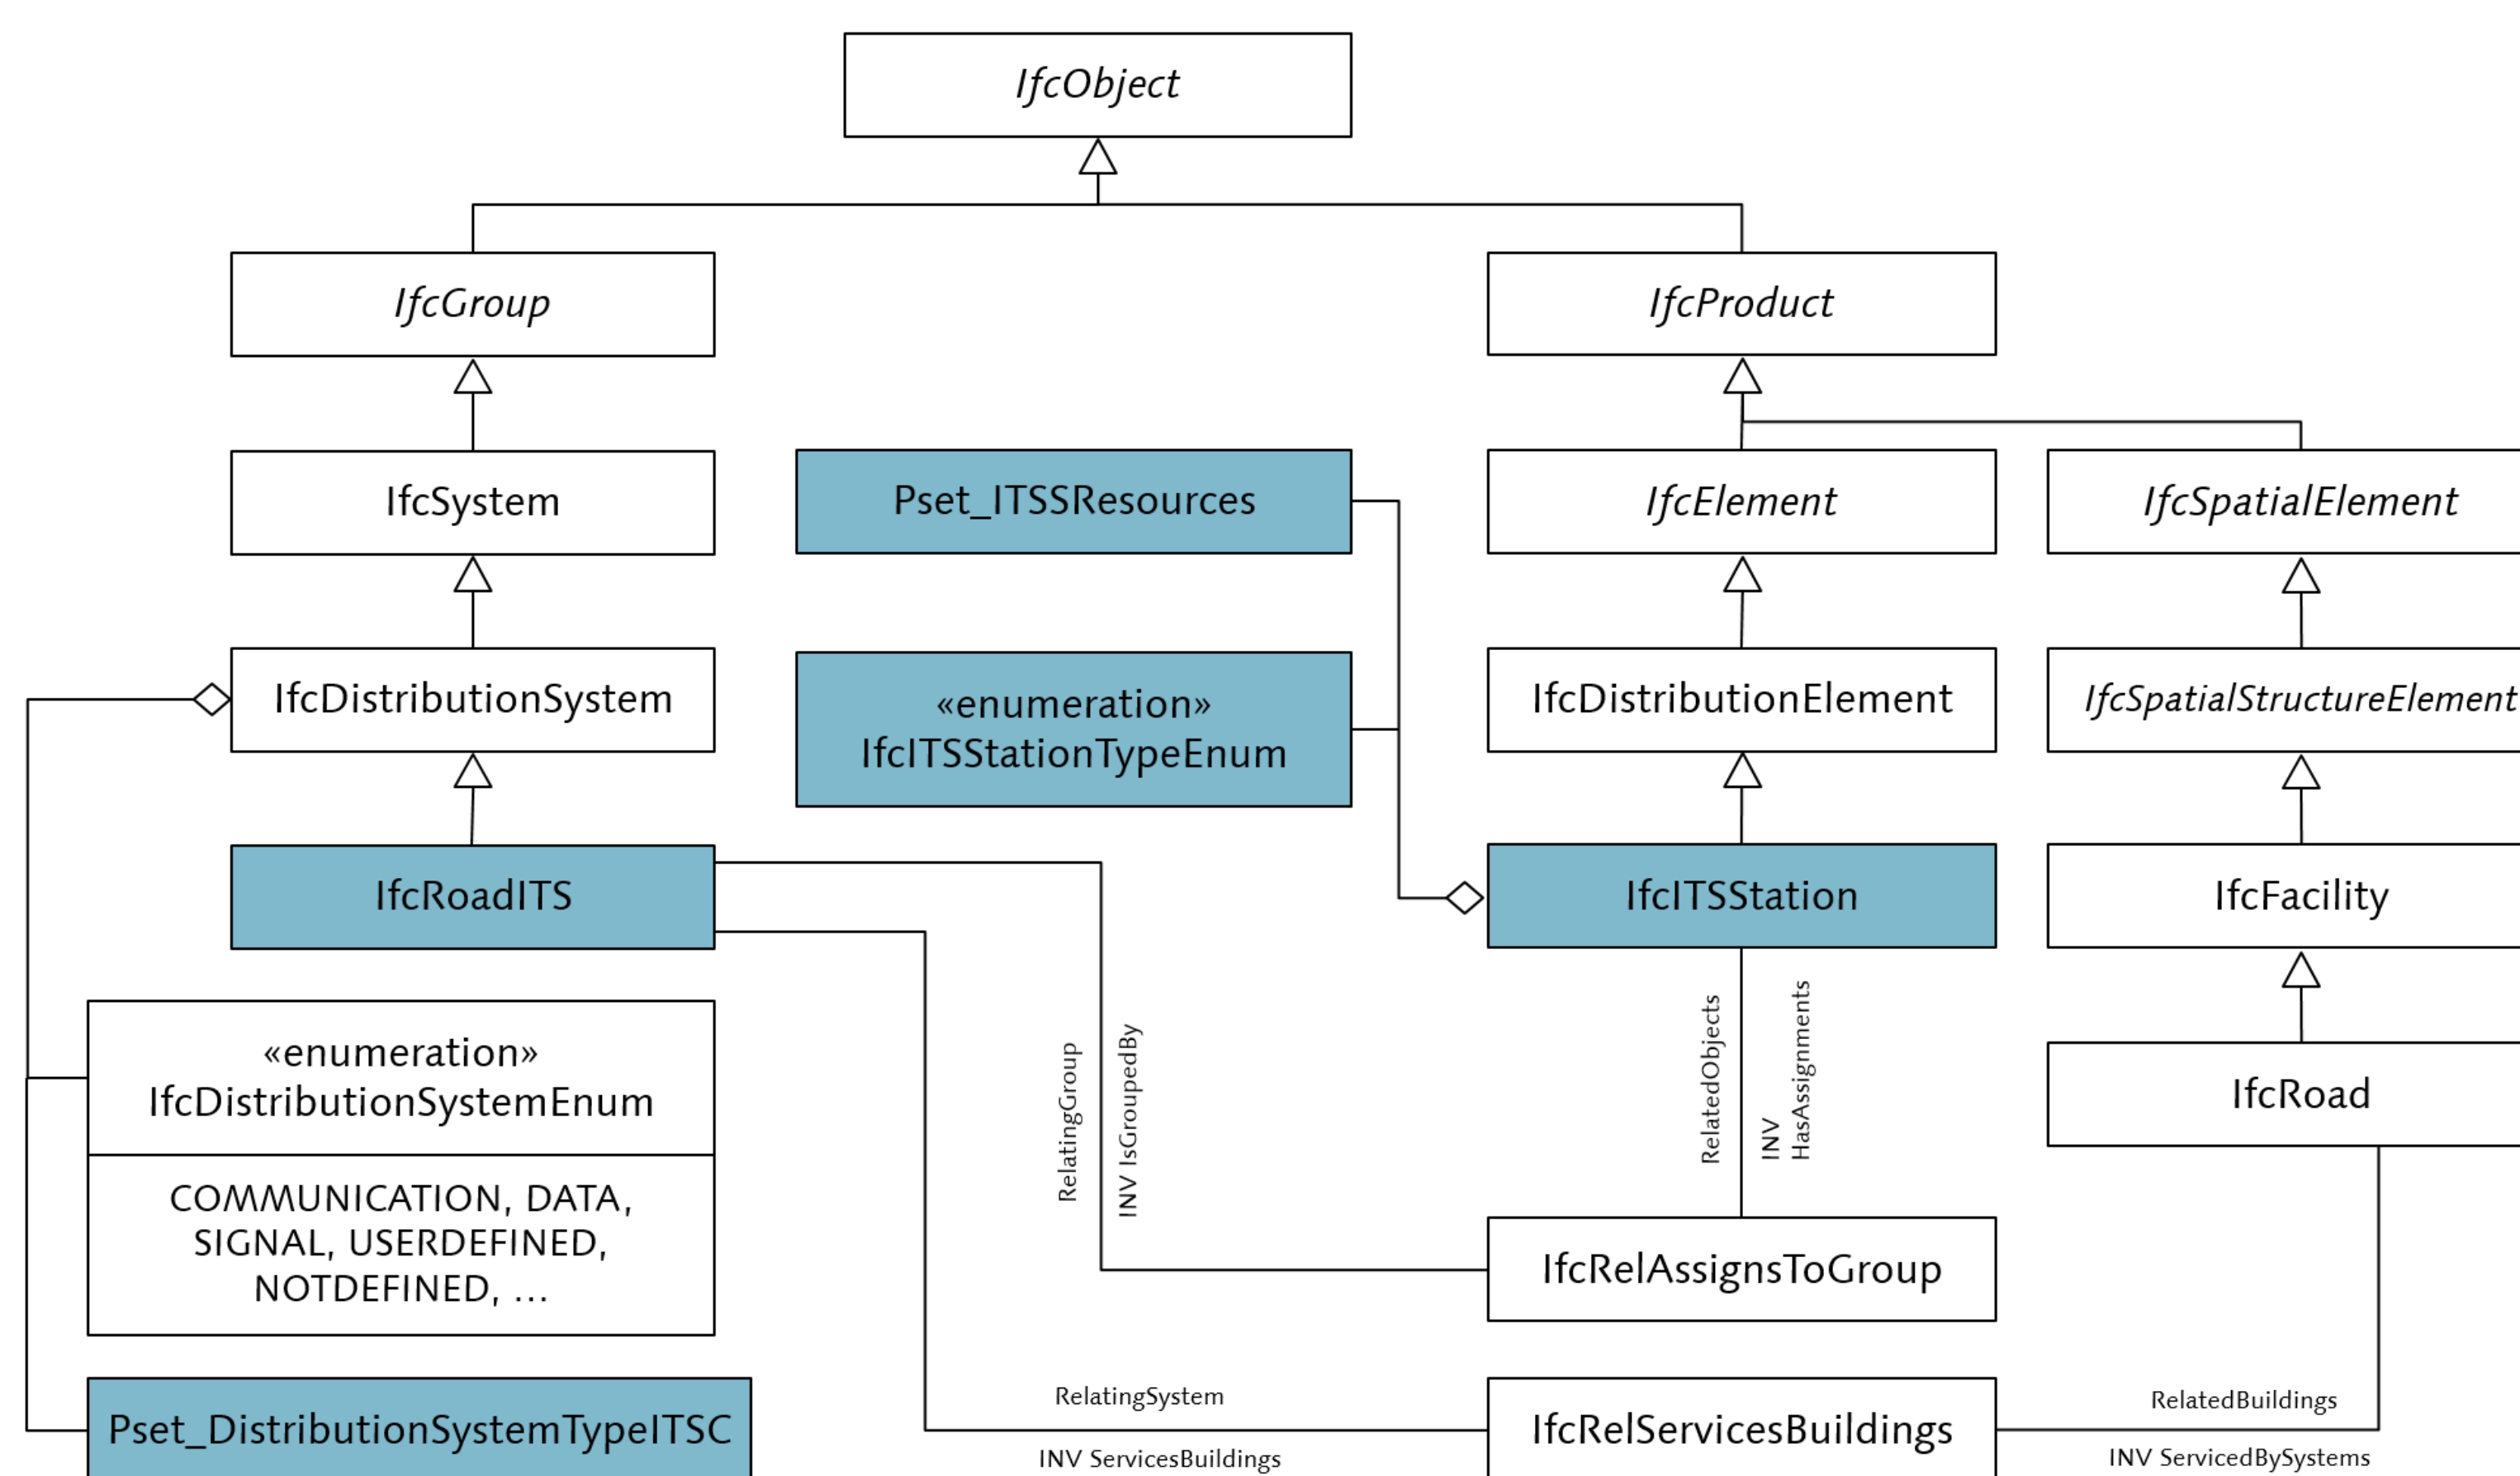 IfcObject
IfcGroup
IfcProduct
IfcSystem
Pset_ITSSResources
IfcElement
IfcSpatialElement
IfcDistributionSystem
«enumeration»
IfcITSStationTypeEnum
IfcDistributionElement
IfcSpatialStructureElement
IfcRoadITS
IfcITSStation
IfcFacility
«enumeration»
IfcDistributionSystemEnum
COMMUNICATION, DATA,
SIGNAL, USERDEFINED,
NOTDEFINED, ...
RelatingGroup
INV IsGroupedBy
RelatedObjects
INV
HasAssignments
IfcRoad
IfcRelAssignsToGroup
Pset_DistributionSystemTypeITSC
RelatingSystem
INV ServicesBuildings
IfcRelServicesBuildings
RelatedBuildings
INV ServicedBySystems